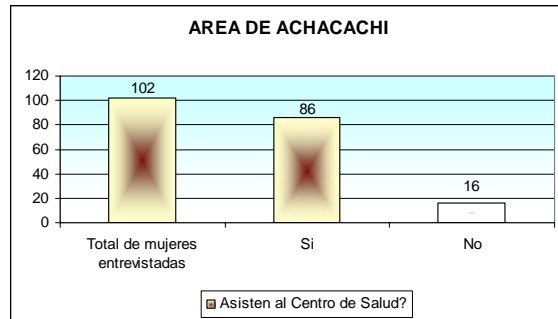 AREA DE ACHACACHI
120
100
80
60
40
20
0
102
86
16
Total de mujeres
entrevistadas
Si
No
Asisten al Centro de Salud?